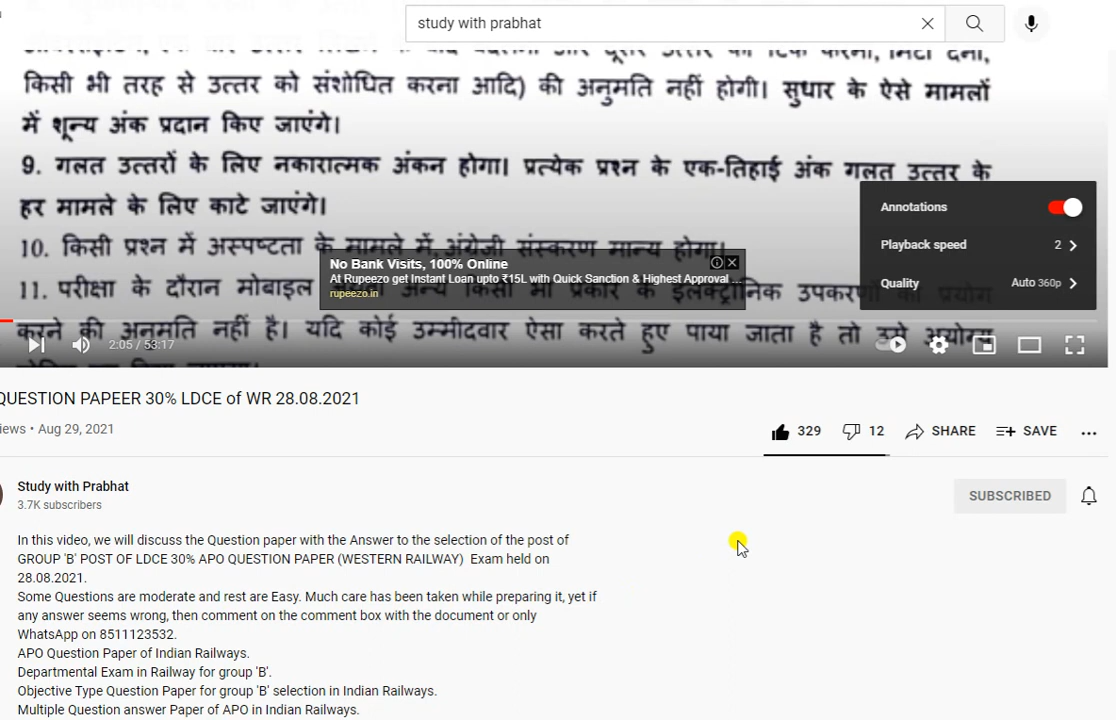 study with prabhat
किसी भी तरह से उत्तर को संशोधित करना आदि) की अनुमति नहीं होगी। सुधार के ऐसे मामलों
में शून्य अंक प्रदान किए जाएंगे।
9. गलत उत्तरों के लिए नकारात्मक अंकन होगा। प्रत्येक प्रश्न के एक-तिहाई अंक गलत उत्तर के
हर मामले के लिए काटे जाएंगे।
Annotations
10. किसी प्रश्न में अस्पष्टता के मामले में, अंग्रेजी संस्करण मान्य होगा।
Playback speed 2
No Bank Visits, 100% Online
At Rupeezo get Instant Loan upto ₹15L with Quick Sanction & Highest Approval ...
rupeezo.in
Quality Auto 360p
11. परीक्षा के दौरान मोबाइल अन्य किसी भी प्रकार के इलेक्ट्रॉनिक उपकरणों का प्रयोग
करने की अनुमति नहीं है। यदि कोई उम्मीदवार ऐसा करते हुए पाया जाता है तो उसे अयोग्य
2:05 / 53:17
QUESTION PAPEER 30% LDCE of WR 28.08.2021
iews • Aug 29, 2021
329 12 SHARE SAVE
Study with Prabhat
3.7K subscribers
SUBSCRIBED
In this video, we will discuss the Question paper with the Answer to the selection of the post of
GROUP 'B' POST OF LDCE 30% APO QUESTION PAPER (WESTERN RAILWAY) Exam held on
28.08.2021.
Some Questions are moderate and rest are Easy. Much care has been taken while preparing it, yet if
any answer seems wrong, then comment on the comment box with the document or only
WhatsApp on 8511123532.
APO Question Paper of Indian Railways.
Departmental Exam in Railway for group 'B'.
Objective Type Question Paper for group 'B' selection in Indian Railways.
Multiple Question answer Paper of APO in Indian Railways.